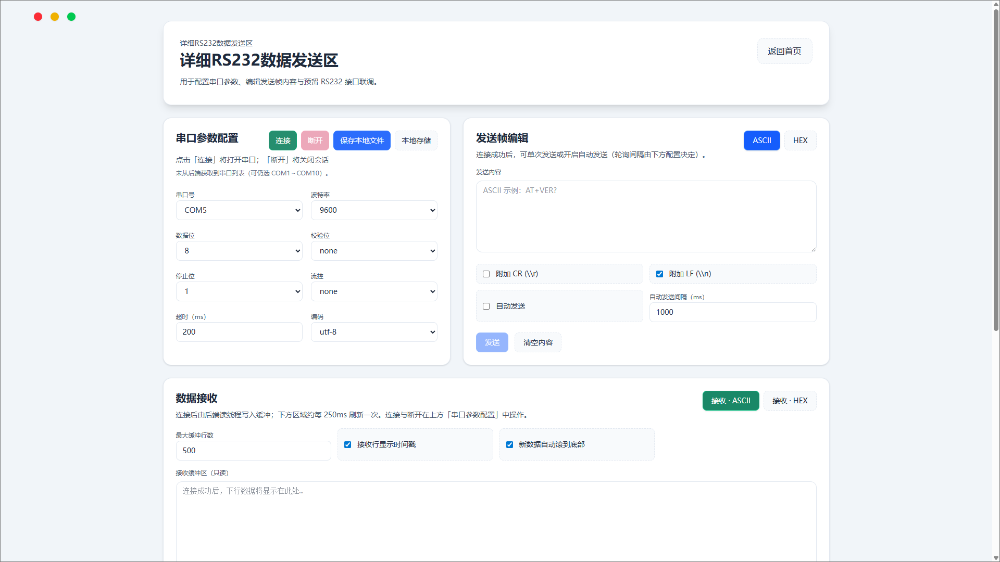 详细RS232数据发送区
详细RS232数据发送区
用于配置串口参数、编辑发送帧内容与预留 RS232 接口联调。
返回首页
串口参数配置
连接
断开
保存本地文件
本地存储
点击「连接」将打开串口；「断开」将关闭会话
未从后端获取到串口列表（可仍选 COM1～COM10）。
串口号
波特率
COM5
9600
数据位
校验位
8
none
停止位
流控
1
none
超时（ms）
编码
200
utf-8
发送帧编辑
ASCII
HEX
连接成功后，可单次发送或开启自动发送（轮询间隔由下方配置决定）。
发送内容
ASCII 示例：AT+VER?
附加 CR (\\r)
附加 LF (\\n)
自动发送
自动发送间隔（ms）
1000
发送
清空内容
数据接收
接收 · ASCII
接收 · HEX
连接后由后端读线程写入缓冲；下方区域约每 250ms 刷新一次。连接与断开在上方「串口参数配置」中操作。
最大缓冲行数
500
接收行显示时间戳
新数据自动滚到底部
接收缓冲区（只读）
连接成功后，下行数据将显示在此处…